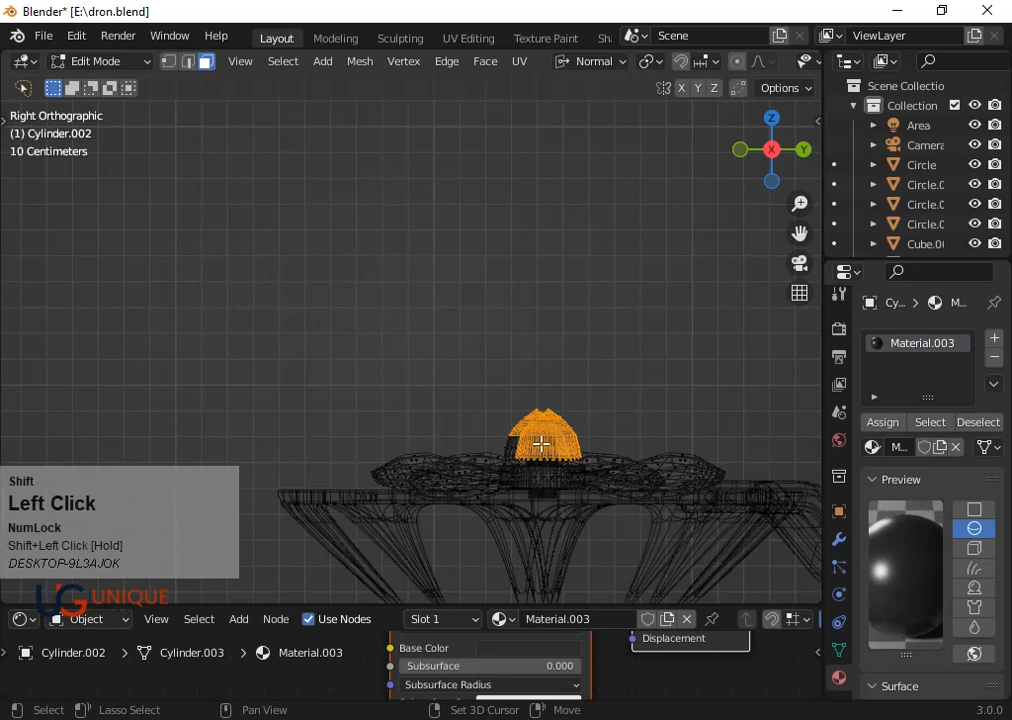 Blender* [E:\dron.blend]
File Edit Render Window Help Layout Modeling Sculpting UV Editing Texture Paint Sh Scene ViewLayer
Edit Mode View Select Add Mesh Vertex Edge Face UV Normal
X Y Z Options
Right Orthographic
(1) Cylinder.002
10 Centimeters
Z
X
Y
Scene Collectio
Collection
Area
Camera
Circle
Circle.0
Circle.0
Circle.0
Cube.00
Cy... > M...
Material.003
Assign Select Deselect
M...
Preview
Surface
Shift
Left Click
NumLock
Shift+Left Click [Hold]
DESKTOP-9L3AJOK
UG UNIQUE
Object View Select Add Node Use Nodes Slot 1 Material.003
Cylinder.002 > Cylinder.003 > Material.003
Base Color
Subsurface 0.000
Subsurface Radius
Displacement
Select Lasso Select Pan View Set 3D Cursor Move 3.0.0